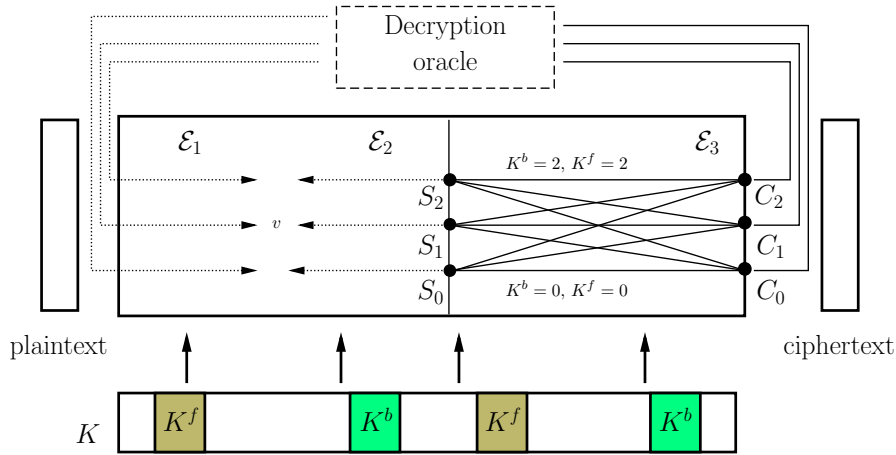 Decryption
oracle
ℰ₁ ℰ₂ ℰ₃
K^b = 2, K^f = 2
S₂ C₂
v
S₁ C₁
S₀ K^b = 0, K^f = 0 C₀
plaintext ciphertext
K K^f K^b K^f K^b